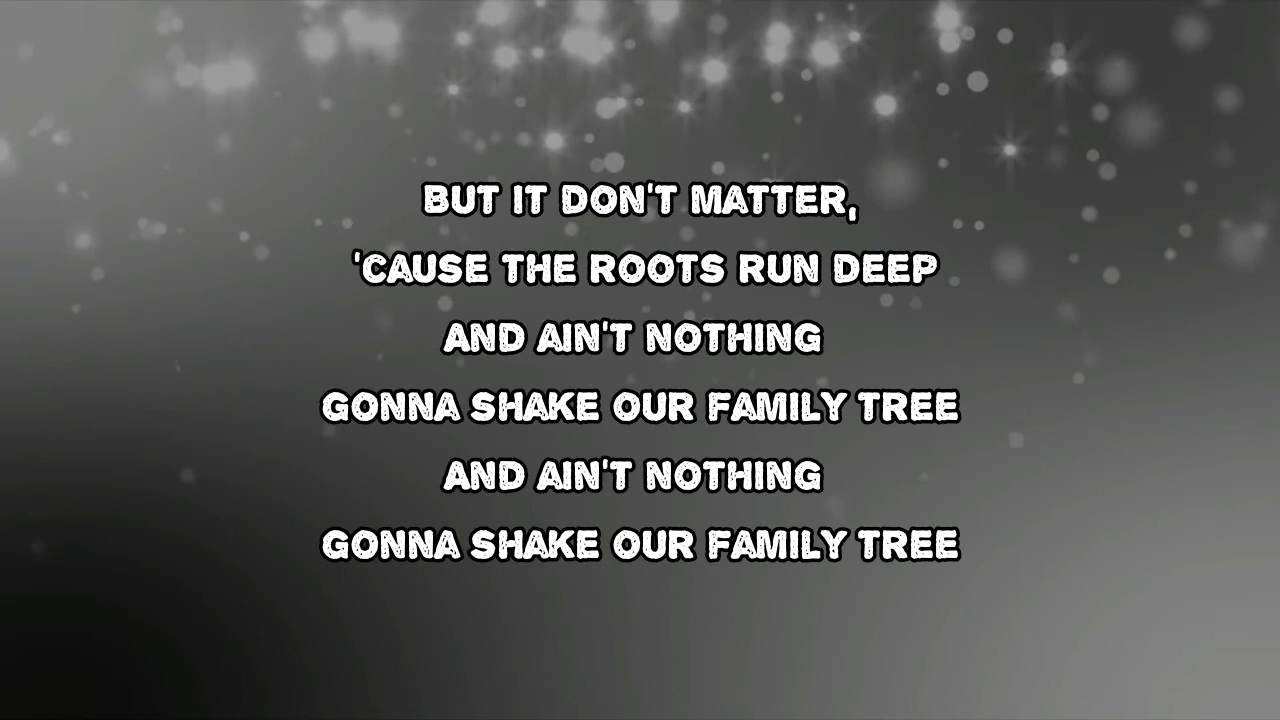 BUT IT DON'T MATTER,
'CAUSE THE ROOTS RUN DEEP
AND AIN'T NOTHING
GONNA SHAKE OUR FAMILY TREE
AND AIN'T NOTHING
GONNA SHAKE OUR FAMILY TREE